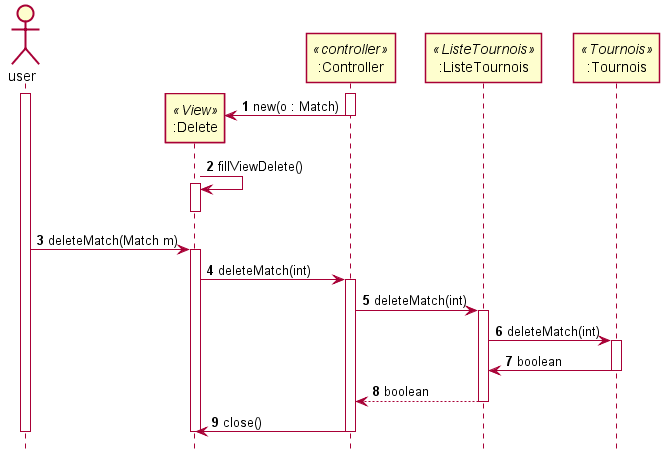 «controller»
:Controller
«ListeTournois»
:ListeTournois
«Tournois»
:Tournois
user
«View»
:Delete
1 new(o : Match)
2 fillViewDelete()
3 deleteMatch(Match m)
4 deleteMatch(int)
5 deleteMatch(int)
6 deleteMatch(int)
7 boolean
8 boolean
9 close()